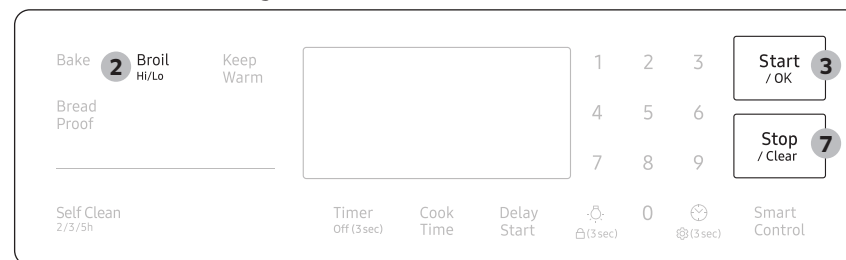 Bake 2 Broil Keep 1 2 3 Start 3
Hi/Lo Warm / OK
Bread 4 5 6
Proof Stop 7
7 8 9 / Clear
Self Clean Timer Cook Delay 0 Smart
2/3/5h Off (3 sec) Time Start (3 sec) (3 sec) Control